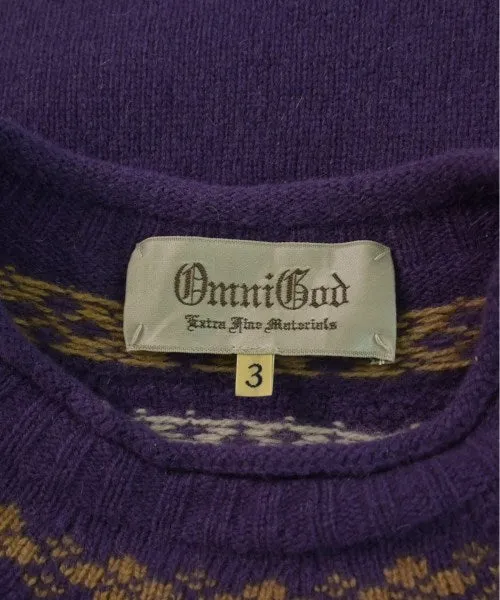 OmniGod
Extra Fine Materials
3